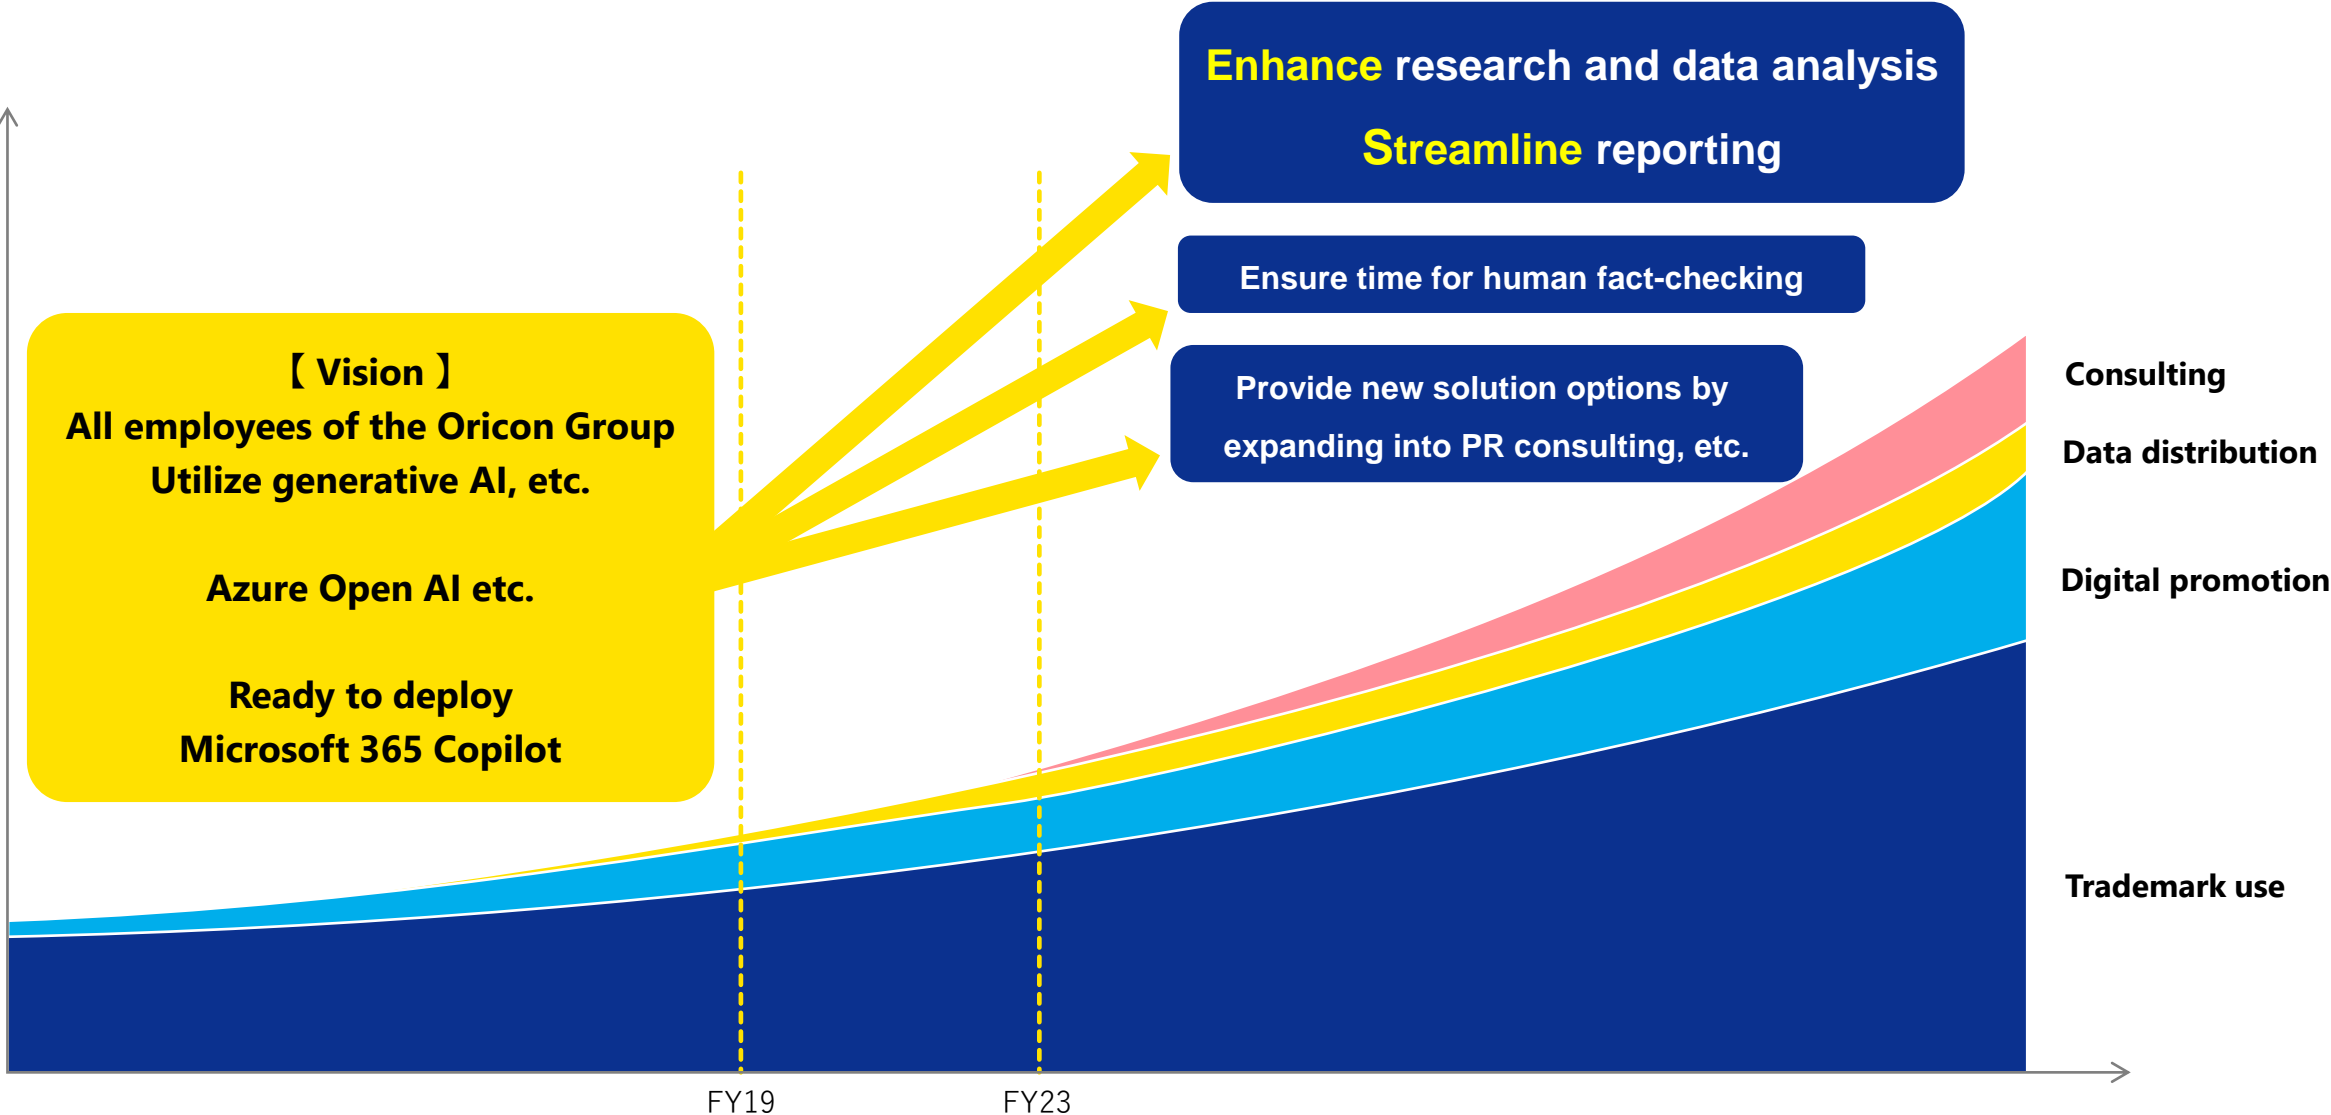 Enhance research and data analysis
Streamline reporting
Ensure time for human fact-checking
Provide new solution options by
expanding into PR consulting, etc.
【 Vision 】
All employees of the Oricon Group
Utilize generative AI, etc.
Azure Open AI etc.
Ready to deploy
Microsoft 365 Copilot
Consulting
Data distribution
Digital promotion
Trademark use
FY19
FY23